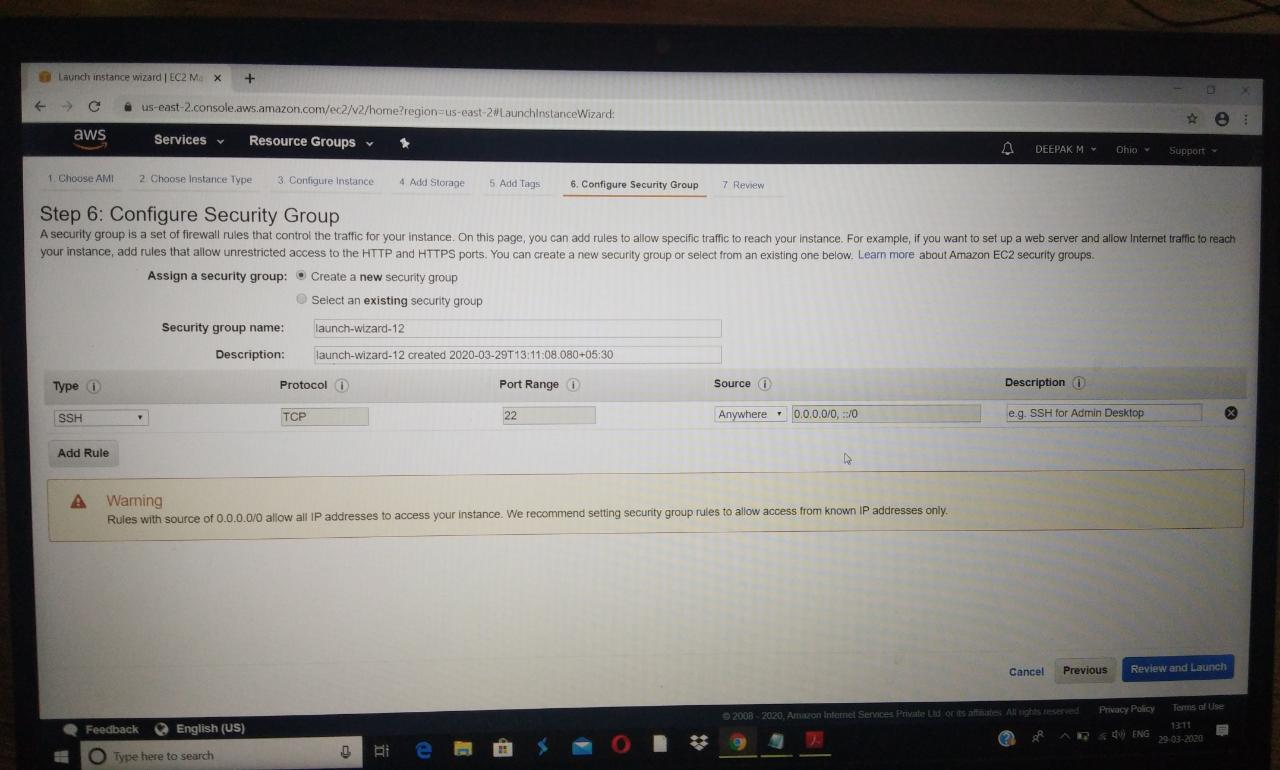 Launch instance wizard | EC2 Ma
us-east-2.console.aws.amazon.com/ec2/v2/home?region=us-east-2#LaunchInstanceWizard:
aws Services Resource Groups DEEPAK M Ohio Support
1. Choose AMI 2. Choose Instance Type 3. Configure Instance 4. Add Storage 5. Add Tags 6. Configure Security Group 7. Review
Step 6: Configure Security Group
A security group is a set of firewall rules that control the traffic for your instance. On this page, you can add rules to allow specific traffic to reach your instance. For example, if you want to set up a web server and allow Internet traffic to reach
your instance, add rules that allow unrestricted access to the HTTP and HTTPS ports. You can create a new security group or select from an existing one below. Learn more about Amazon EC2 security groups.
Assign a security group: Create a new security group
Select an existing security group
Security group name: launch-wizard-12
Description: launch-wizard-12 created 2020-03-29T13:11:08.080+05:30
Type Protocol Port Range Source Description
SSH TCP 22 Anywhere 0.0.0.0/0, ::/0 e.g. SSH for Admin Desktop
Add Rule
Warning
Rules with source of 0.0.0.0/0 allow all IP addresses to access your instance. We recommend setting security group rules to allow access from known IP addresses only.
Cancel Previous Review and Launch
Feedback English (US) © 2008 - 2020, Amazon Internet Services Private Ltd. or its affiliates. All rights reserved. Privacy Policy Terms of Use
Type here to search ENG 13:11
29-03-2020